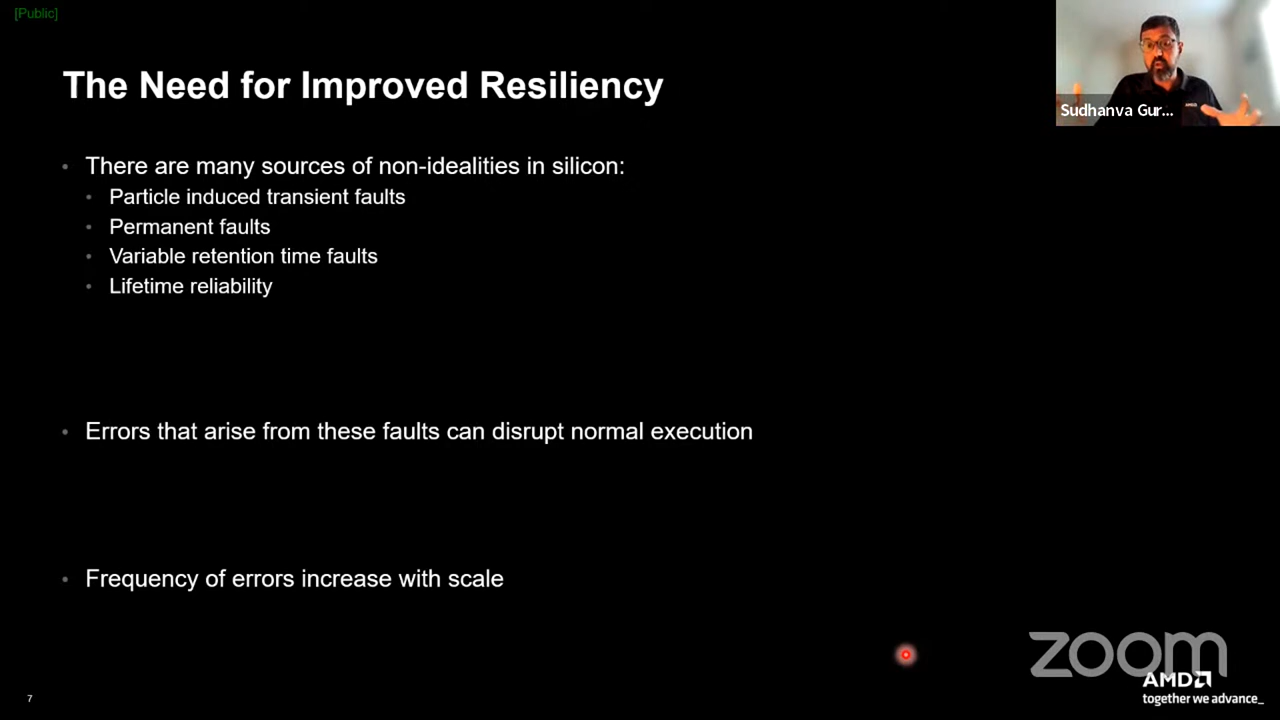 [Public]
The Need for Improved Resiliency
Sudhanva Gur...
• There are many sources of non-idealities in silicon:
• Particle induced transient faults
• Permanent faults
• Variable retention time faults
• Lifetime reliability
• Errors that arise from these faults can disrupt normal execution
• Frequency of errors increase with scale
zoom
AMD
together we advance_
7